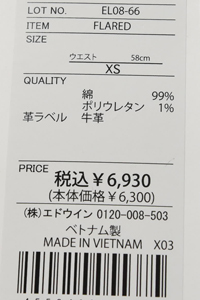 LOT NO. EL08-66
ITEM FLARED
SIZE
ウエスト 58cm
XS
QUALITY
綿 99%
ポリウレタン 1%
革ラベル 牛革
PRICE
税込￥6,930
(本体価格￥6,300)
(株)エドウイン 0120-008-503
ベトナム製
MADE IN VIETNAM X03